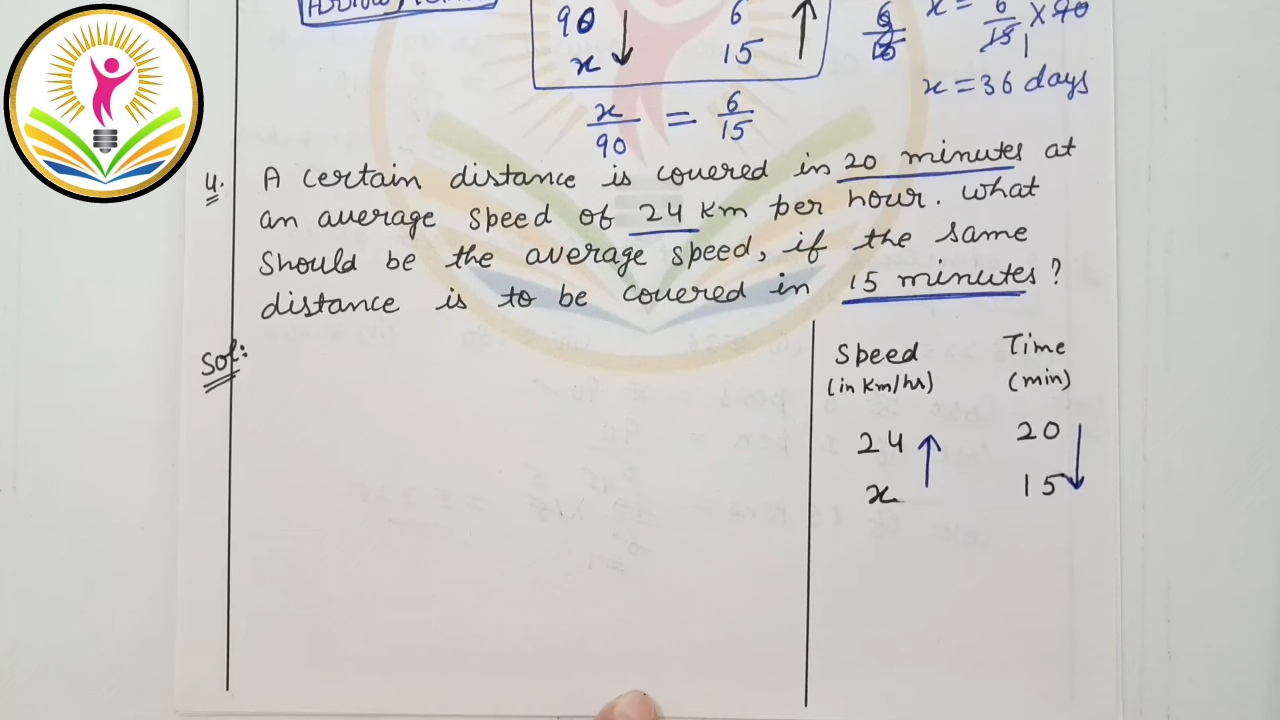 90 6
x 15
x/90 = 6/15
x = 6/15 × 90
1
x = 36 days
4. A certain distance is covered in 20 minutes at
an average speed of 24 Km per hour. What
should be the average speed, if the same
distance is to be covered in 15 minutes?
Sol:
Speed Time
(in Km/hr) (min)
24 20
x 15